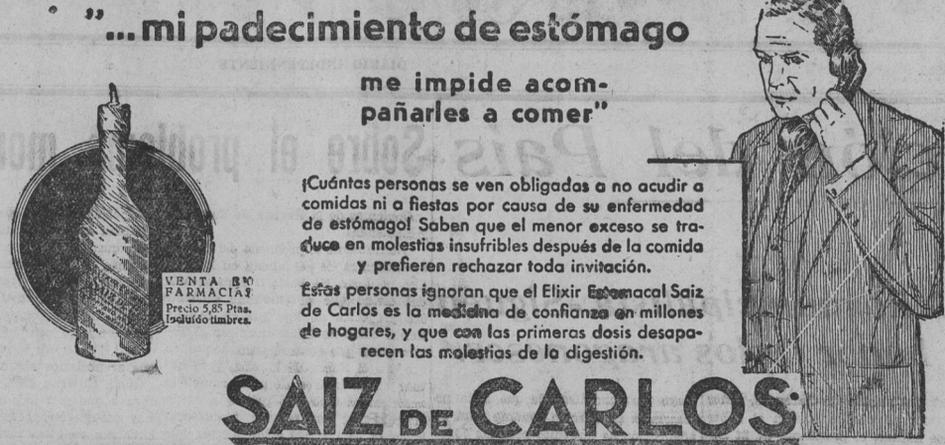 "...mi padecimiento de estómago
me impide acom-
pañarles a comer"
¡Cuántas personas se ven obligadas a no acudir a
comidas ni a fiestas por causa de su enfermedad
de estómago! Saben que el menor exceso se tra-
duce en molestias insufribles después de la comida
y prefieren rechazar toda invitación.
Estas personas ignoran que el Elixir Estomacal Saiz
de Carlos es la medicina de confianza en millones
de hogares, y que con las primeras dosis desapa-
recen las molestias de la digestión.
VENTA EN
FARMACIAS
Precio 5,85 Ptas.
Incluído timbres.
SAIZ DE CARLOS